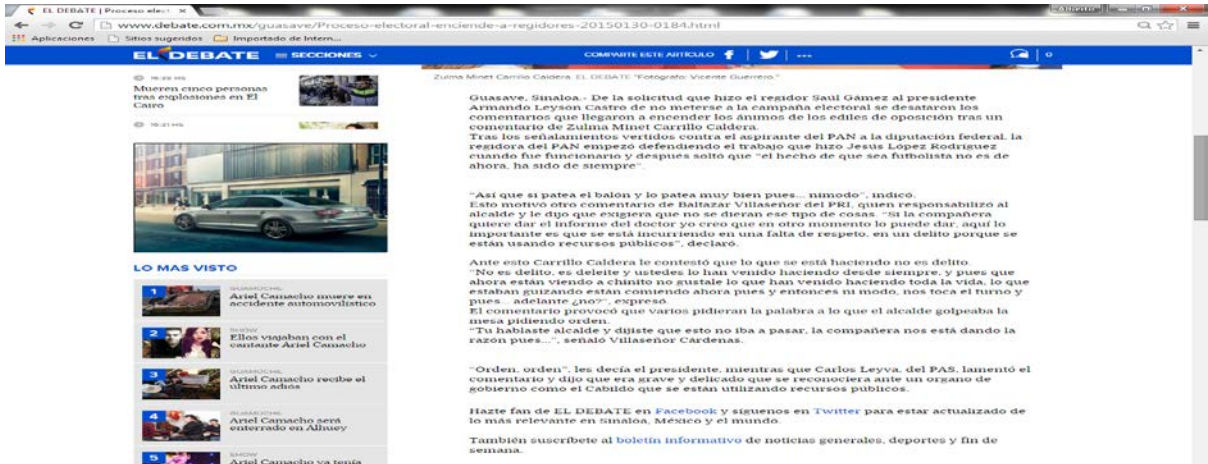 EL DEBATE | Proceso elect
www.debate.com.mx/guasave/Proceso-electoral-enciende-a-regidores-20150130-0184.html
Aplicaciones Sitios sugeridos Importado de Intern...
EL DEBATE SECCIONES
COMPARTE ESTE ARTÍCULO
0
Mueren cinco personas
tras explosiones en El
Cairo
16:21 HS
LO MAS VISTO
1
GUAMÚCHIL
Ariel Camacho muere en
accidente automovilístico
2
SHOW
Ellos viajaban con el
cantante Ariel Camacho
3
GUAMÚCHIL
Ariel Camacho recibe el
último adiós
4
GUAMÚCHIL
Ariel Camacho será
enterrado en Alhuey
5
SHOW
Ariel Camacho ya tenía
Zulma Minet Carrillo Caldera. EL DEBATE "Fotógrafo: Vicente Guerrero."
Guasave, Sinaloa.- De la solicitud que hizo el regidor Saúl Gámez al presidente
Armando Leyson Castro de no meterse a la campaña electoral se desataron los
comentarios que llegaron a encender los ánimos de los ediles de oposición tras un
comentario de Zulma Minet Carrillo Caldera.
Tras los señalamientos vertidos contra el aspirante del PAN a la diputación federal, la
regidora del PAN empezó defendiendo el trabajo que hizo Jesús López Rodríguez
cuando fue funcionario y después soltó que "el hecho de que sea futbolista no es de
ahora, ha sido de siempre".
"Así que si patea el balón y lo patea muy bien pues... nimodo", indicó.
Esto motivó otro comentario de Baltazar Villaseñor del PRI, quien responsabilizó al
alcalde y le dijo que exigiera que no se dieran ese tipo de cosas. "Si la compañera
quiere dar el informe del doctor yo creo que en otro momento lo puede dar, aquí lo
importante es que se está incurriendo en una falta de respeto, en un delito porque se
están usando recursos públicos", declaró.
Ante esto Carrillo Caldera le contestó que lo que se está haciendo no es delito.
"No es delito, es deleite y ustedes lo han venido haciendo desde siempre, y pues que
ahora están viendo a chinito no gustale lo que han venido haciendo toda la vida, lo que
estaban guizando están comiendo ahora pues y entonces ni modo, nos toca el turno y
pues... adelante ¿no?", expresó.
El comentario provocó que varios pidieran la palabra a lo que el alcalde golpeaba la
mesa pidiendo orden.
"Tu hablaste alcalde y dijiste que esto no iba a pasar, la compañera nos está dando la
razón pues...", señaló Villaseñor Cárdenas.
"Orden, orden", les decía el presidente, mientras que Carlos Leyva, del PAS, lamentó el
comentario y dijo que era grave y delicado que se reconociera ante un organo de
gobierno como el Cabildo que se están utilizando recursos públicos.
Hazte fan de EL DEBATE en Facebook y síguenos en Twitter para estar actualizado de
lo más relevante en Sinaloa, México y el mundo.
También suscríbete al boletín informativo de noticias generales, deportes y fin de
semana.